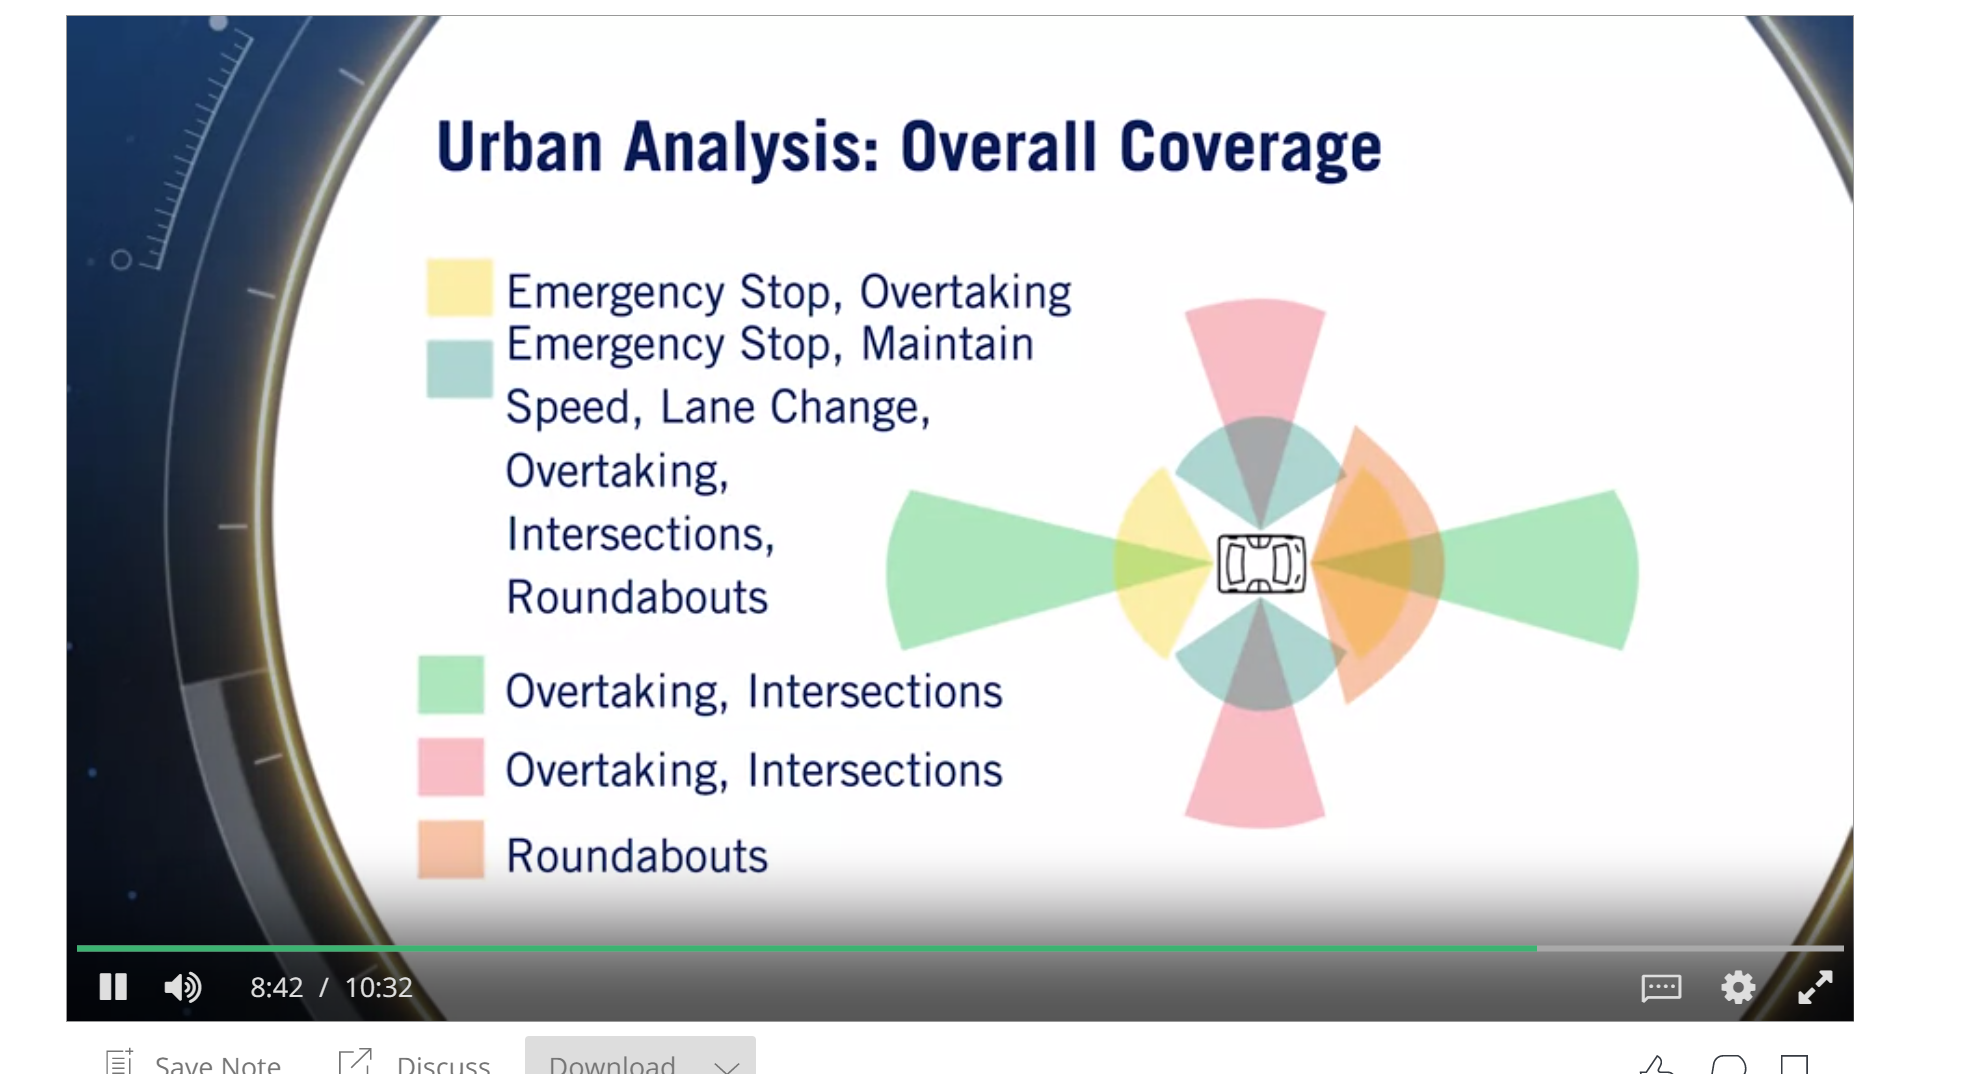 Urban Analysis: Overall Coverage
Emergency Stop, Overtaking
Emergency Stop, Maintain
Speed, Lane Change,
Overtaking,
Intersections,
Roundabouts
Overtaking, Intersections
Overtaking, Intersections
Roundabouts
8:42 / 10:32
Save Note Discuss Download